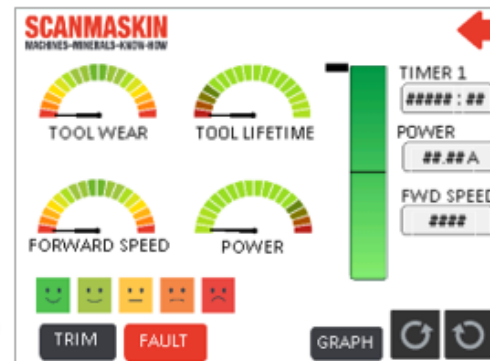 SCANMASKIN
MACHINES-MINERALS-KNOW-HOW
TOOL WEAR
TOOL LIFETIME
TIMER 1
#####:##
POWER
##.##A
FWD SPEED
####
FORWARD SPEED
POWER
TRIM
FAULT
GRAPH